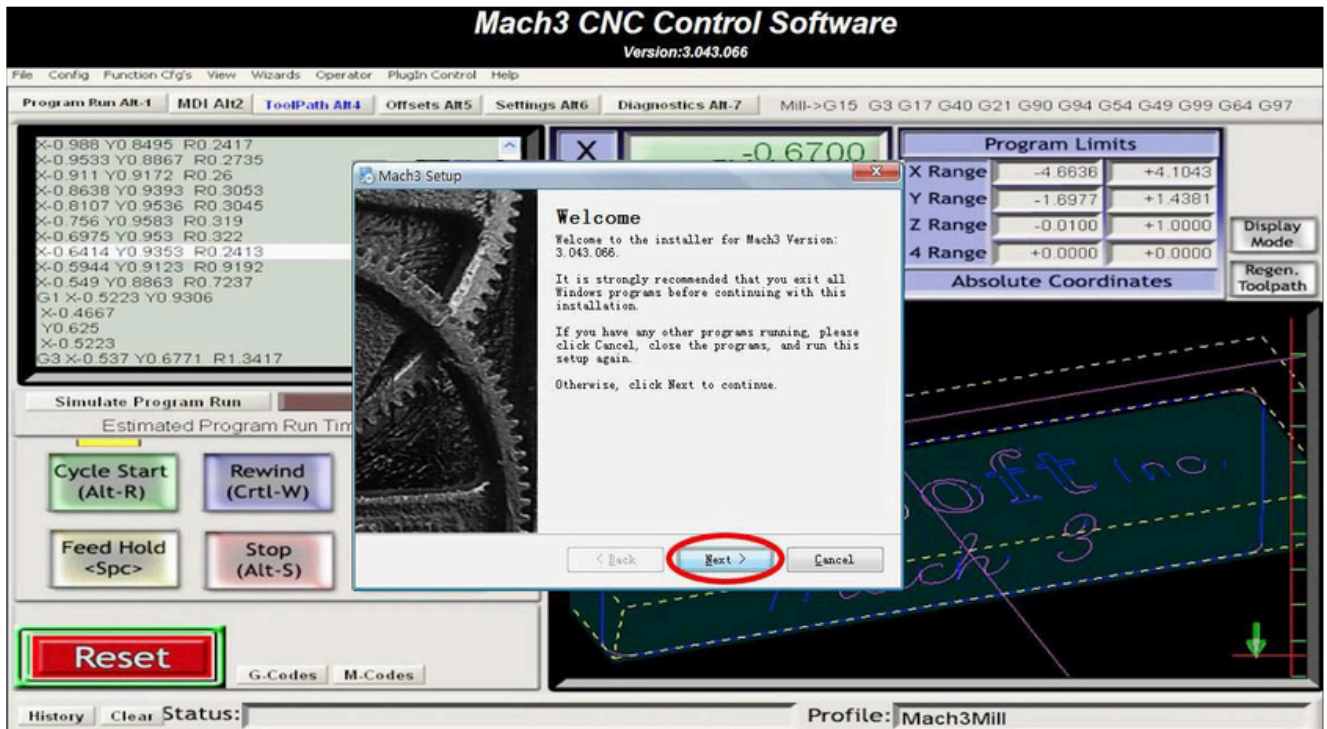 Mach3 CNC Control Software
Version:3.043.066
File Config Function Cfg's View Wizards Operator PlugIn Control Help
Program Run Alt-1 MDI Alt2 ToolPath Alt4 Offsets Alt5 Settings Alt6 Diagnostics Alt-7 Mill->G15 G3 G17 G40 G21 G90 G94 G54 G49 G99 G64 G97
X-0.988 Y0.8495 R0.2417
X-0.9533 Y0.8867 R0.2735
X-0.911 Y0.9172 R0.26
X-0.8638 Y0.9393 R0.3053
X-0.8107 Y0.9536 R0.3045
X-0.756 Y0.9583 R0.319
X-0.6975 Y0.953 R0.322
X-0.6414 Y0.9353 R0.2413
X-0.5944 Y0.9123 R0.9192
X-0.549 Y0.8863 R0.7237
G1 X-0.5223 Y0.9306
X-0.4667
Y0.625
X-0.5223
G3 X-0.537 Y0.6771 R1.3417
X -0.6700
Program Limits
X Range -4.6636 +4.1043
Y Range -1.6977 +1.4381
Z Range -0.0100 +1.0000
4 Range +0.0000 +0.0000
Absolute Coordinates
Display
Mode
Regen.
Toolpath
Mach3 Setup
Welcome
Welcome to the installer for Mach3 Version:
3.043.066.
It is strongly recommended that you exit all
Windows programs before continuing with this
installation.
If you have any other programs running, please
click Cancel, close the programs, and run this
setup again.
Otherwise, click Next to continue.
< Back Next > Cancel
Simulate Program Run
Estimated Program Run Tim
Cycle Start
(Alt-R)
Rewind
(Crtl-W)
Feed Hold
<Spc>
Stop
(Alt-S)
Reset
G-Codes M-Codes
soft Inc.
Mach 3
History Clear Status:
Profile: Mach3Mill